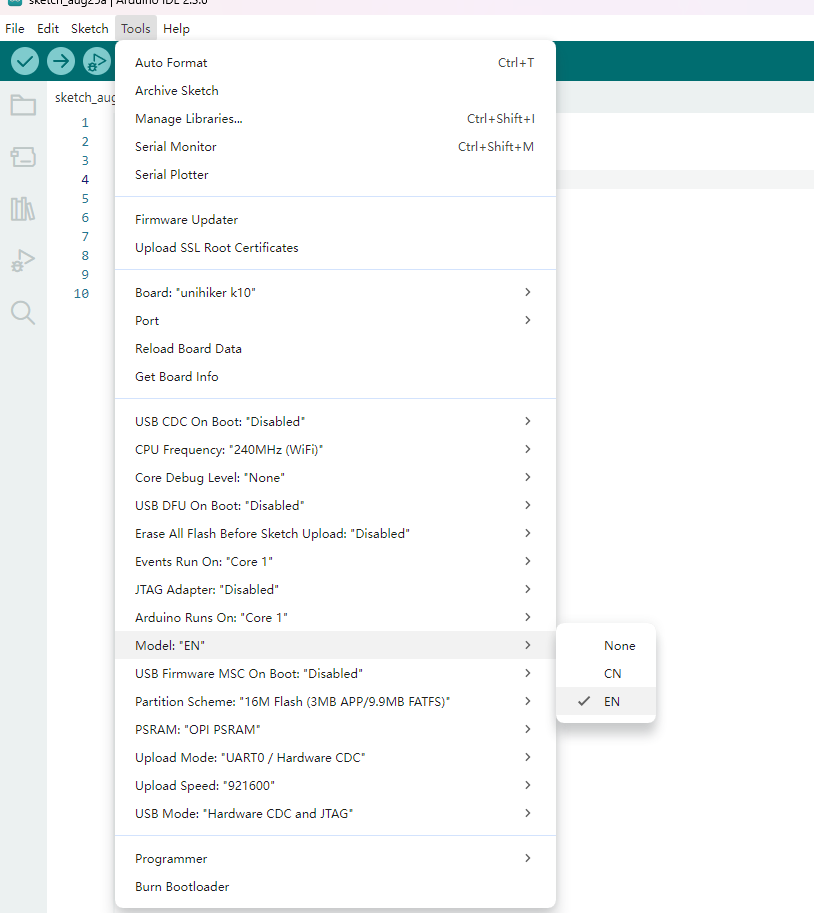 sketch_aug25a | Arduino IDE 2.3.6
File Edit Sketch Tools Help
Auto Format Ctrl+T
sketch_aug
Archive Sketch
1
Manage Libraries... Ctrl+Shift+I
2
Serial Monitor Ctrl+Shift+M
3
Serial Plotter
4
5
6
Firmware Updater
7
Upload SSL Root Certificates
8
9
10
Board: "unihiker k10"
Port
Reload Board Data
Get Board Info
USB CDC On Boot: "Disabled"
CPU Frequency: "240MHz (WiFi)"
Core Debug Level: "None"
USB DFU On Boot: "Disabled"
Erase All Flash Before Sketch Upload: "Disabled"
Events Run On: "Core 1"
JTAG Adapter: "Disabled"
Arduino Runs On: "Core 1"
Model: "EN"
None
USB Firmware MSC On Boot: "Disabled"
CN
Partition Scheme: "16M Flash (3MB APP/9.9MB FATFS)"
EN
PSRAM: "OPI PSRAM"
Upload Mode: "UART0 / Hardware CDC"
Upload Speed: "921600"
USB Mode: "Hardware CDC and JTAG"
Programmer
Burn Bootloader